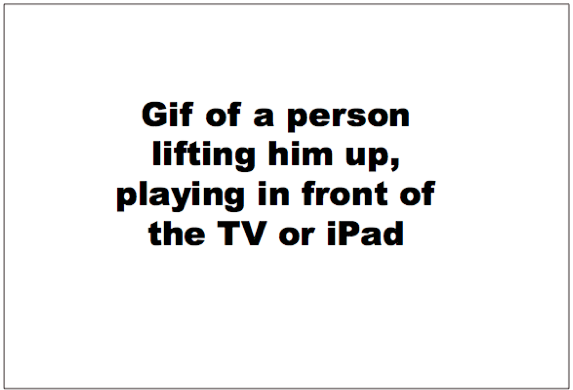 Gif of a person
lifting him up,
playing in front of
the TV or iPad